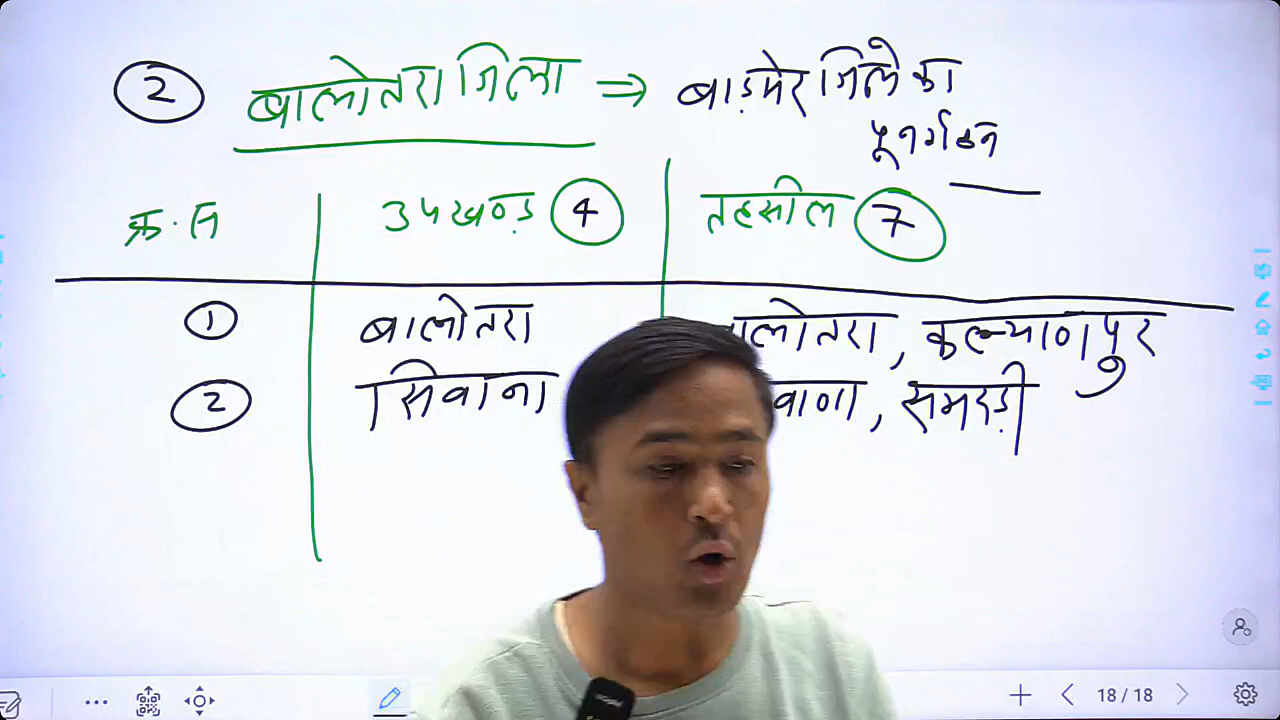 2 बालोतरा जिला ⇒ बाड़मेर जिले का
पूनर्गठन
क्र.स उपखण्ड 4 तहसील 7
1 बालोतरा बालोतरा, कल्याणपुर
2 सिवाना वाणा, समदड़ी
18 / 18